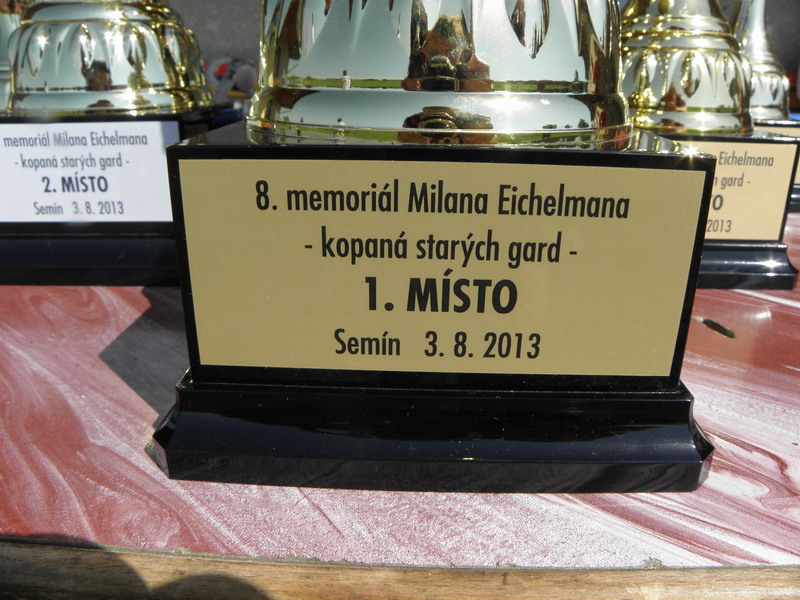 memoriál Milana Eichelmana
- kopaná starých gard -
2. MÍSTO
Semín 3. 8. 2013
8. memoriál Milana Eichelmana
- kopaná starých gard -
1. MÍSTO
Semín 3. 8. 2013
Eichelmana
gard -
2013